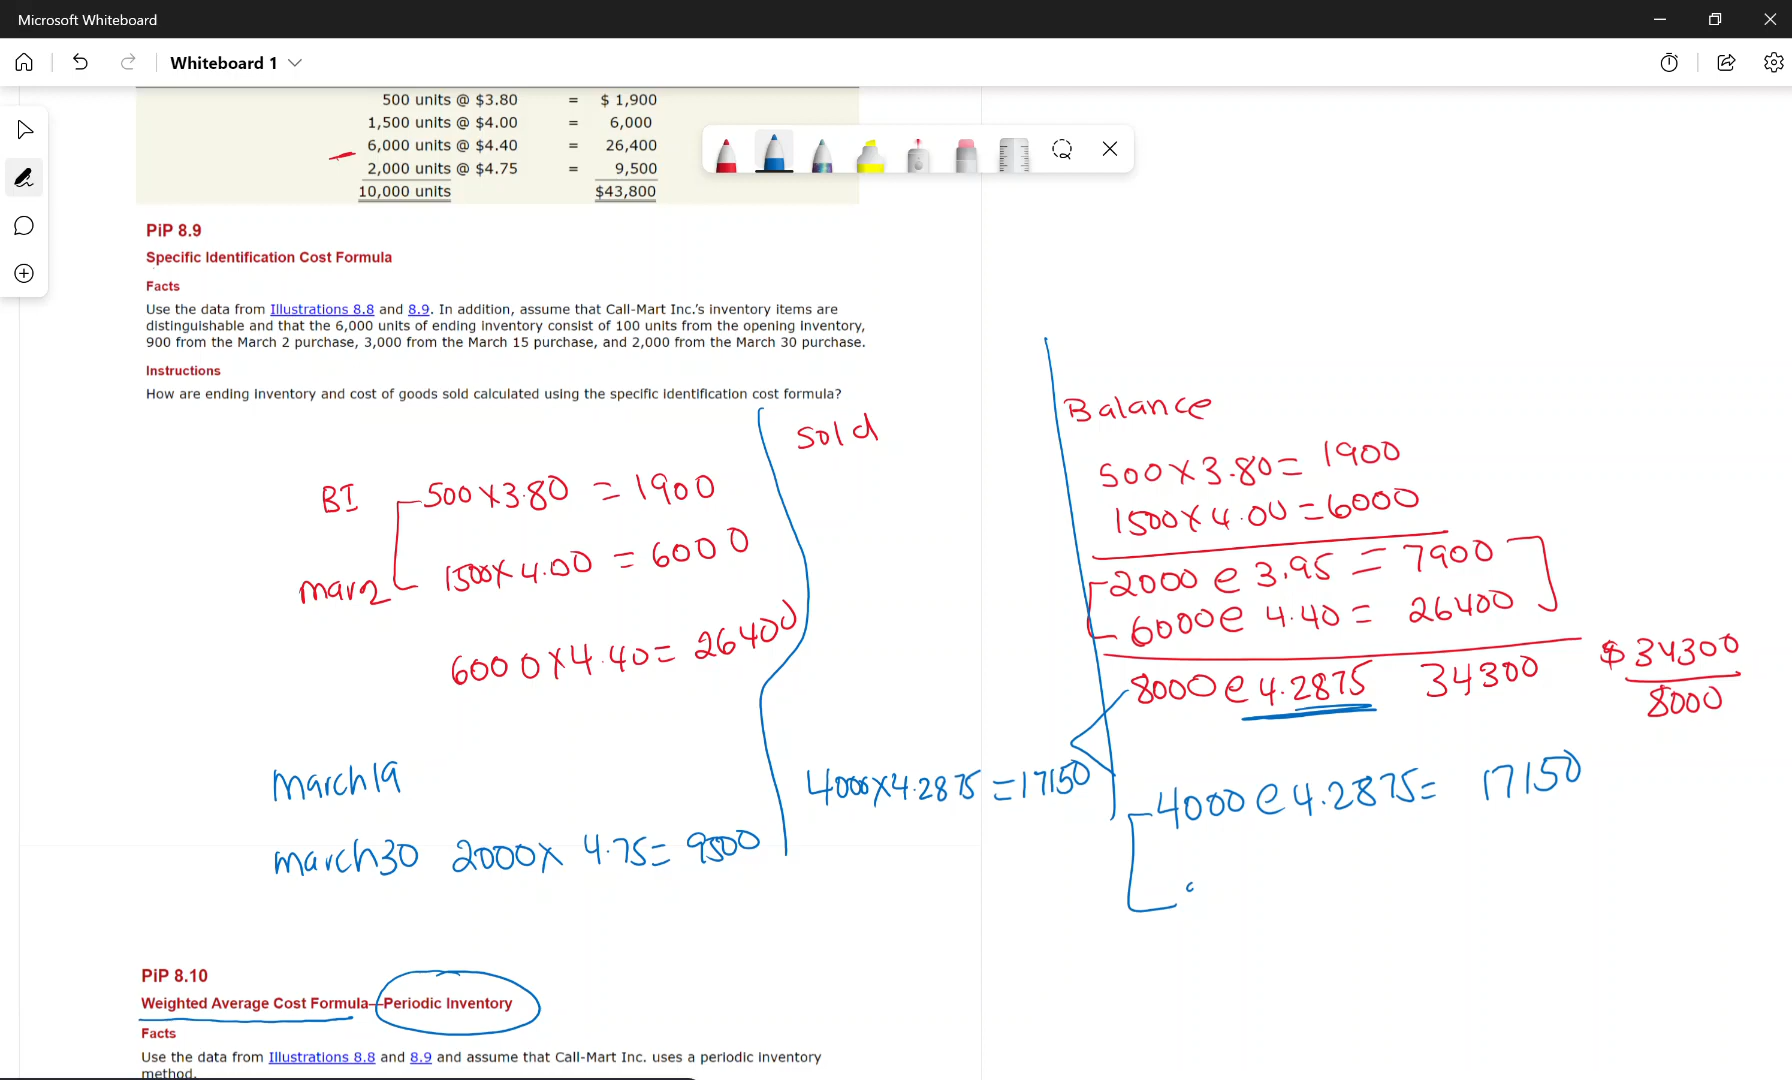 Microsoft Whiteboard
Whiteboard 1
500 units @ $3.80 = $ 1,900
1,500 units @ $4.00 = 6,000
6,000 units @ $4.40 = 26,400
2,000 units @ $4.75 = 9,500
10,000 units $43,800
PiP 8.9
Specific Identification Cost Formula
Facts
Use the data from Illustrations 8.8 and 8.9. In addition, assume that Call-Mart Inc.'s inventory items are
distinguishable and that the 6,000 units of ending inventory consist of 100 units from the opening inventory,
900 from the March 2 purchase, 3,000 from the March 15 purchase, and 2,000 from the March 30 purchase.
Instructions
How are ending inventory and cost of goods sold calculated using the specific identification cost formula?
BI 500 x 3.80 = 1900
mar2 1500 x 4.00 = 6000
6000 x 4.40 = 26400
march 19
march 30 2000 x 4.75 = 9500
Sold
4000 x 4.2875 = 17150
Balance
500 x 3.80 = 1900
1500 x 4.00 = 6000
2000 @ 3.95 = 7900
6000 @ 4.40 = 26400
8000 @ 4.2875 34300
$34300
8000
4000 @ 4.2875 = 17150
PiP 8.10
Weighted Average Cost Formula—Periodic Inventory
Facts
Use the data from Illustrations 8.8 and 8.9 and assume that Call-Mart Inc. uses a periodic inventory
method.